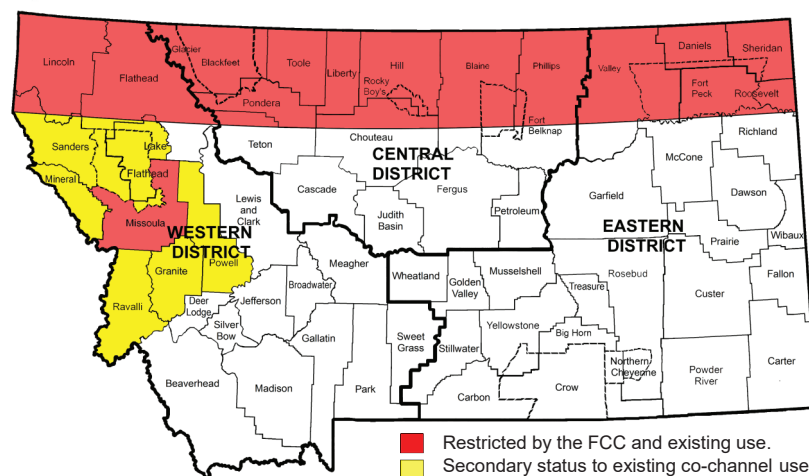 Lincoln
Flathead
Glacier
Blackfeet
Toole
Liberty
Hill
Rocky
Boy's
Blaine
Phillips
Valley
Daniels
Sheridan
Fort
Peck
Roosevelt
Pondera
Fort
Belknap
Sanders
Lake
Flathead
Mineral
Missoula
Teton
Chouteau
CENTRAL
DISTRICT
Cascade
Fergus
Judith
Basin
Petroleum
Richland
McCone
Garfield
Dawson
EASTERN
DISTRICT
Prairie
Wibaux
Lewis
and
Clark
WESTERN
DISTRICT
Powell
Granite
Ravalli
Meagher
Wheatland
Golden
Valley
Musselshell
Rosebud
Treasure
Custer
Fallon
Deer
Lodge
Jefferson
Broadwater
Silver
Bow
Gallatin
Sweet
Grass
Stillwater
Yellowstone
Big Horn
Northern
Cheyenne
Powder
River
Carter
Beaverhead
Madison
Park
Carbon
Crow
Restricted by the FCC and existing use.
Secondary status to existing co-channel use